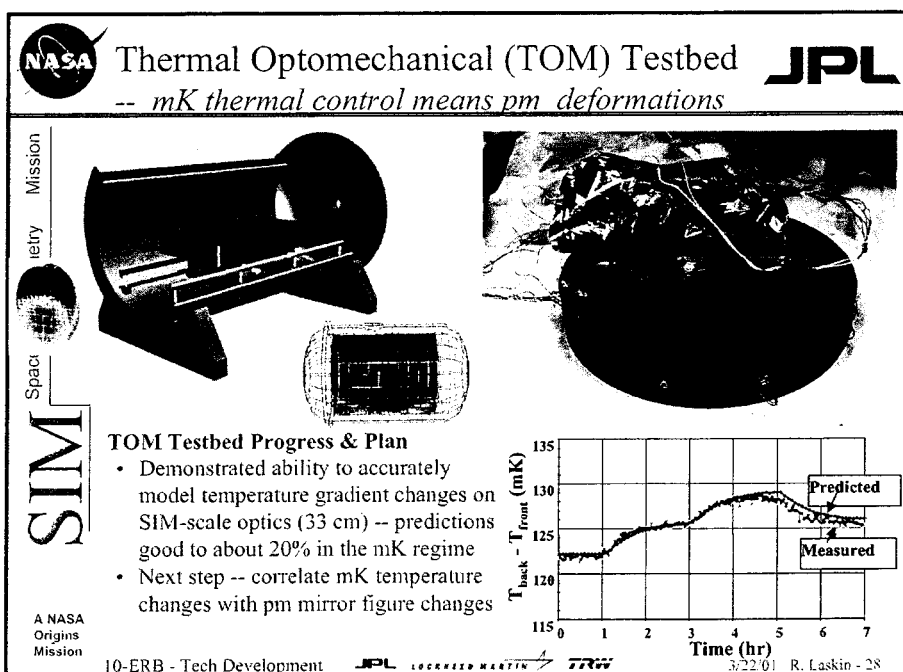 NASA
Thermal Optomechanical (TOM) Testbed
JPL
-- mK thermal control means pm deformations
SIM
Mission
A NASA
Origins
Mission
TOM Testbed Progress & Plan
• Demonstrated ability to accurately
model temperature gradient changes on
SIM-scale optics (33 cm) -- predictions
good to about 20% in the mK regime
• Next step -- correlate mK temperature
changes with pm mirror figure changes
T back - T front (mK)
135
130
125
120
115
0 1 2 3 4 5 6 7
Time (hr)
Predicted
Measured
10-ERB - Tech Development
JPL
LOCKHEED MARTIN
TRW
3/22/01 R. Laskin - 28